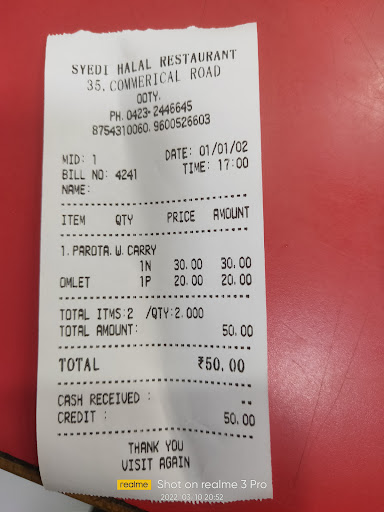 SYEDI HALAL RESTAURANT
35, COMMERICAL ROAD
OOTY,
PH. 0423-2446645
8754310060, 9600526603
MID: 1 DATE: 01/01/02
BILL NO: 4241 TIME: 17:00
NAME:
ITEM QTY PRICE AMOUNT
1. PAROTA. W. CARRY
1N 30.00 30.00
OMLET 1P 20.00 20.00
TOTAL ITMS:2 /QTY:2.000
TOTAL AMOUNT: 50.00
TOTAL ₹50.00
CASH RECEIVED : --
CREDIT : 50.00
THANK YOU
VISIT AGAIN
realme Shot on realme 3 Pro
2022.03.10 20:52